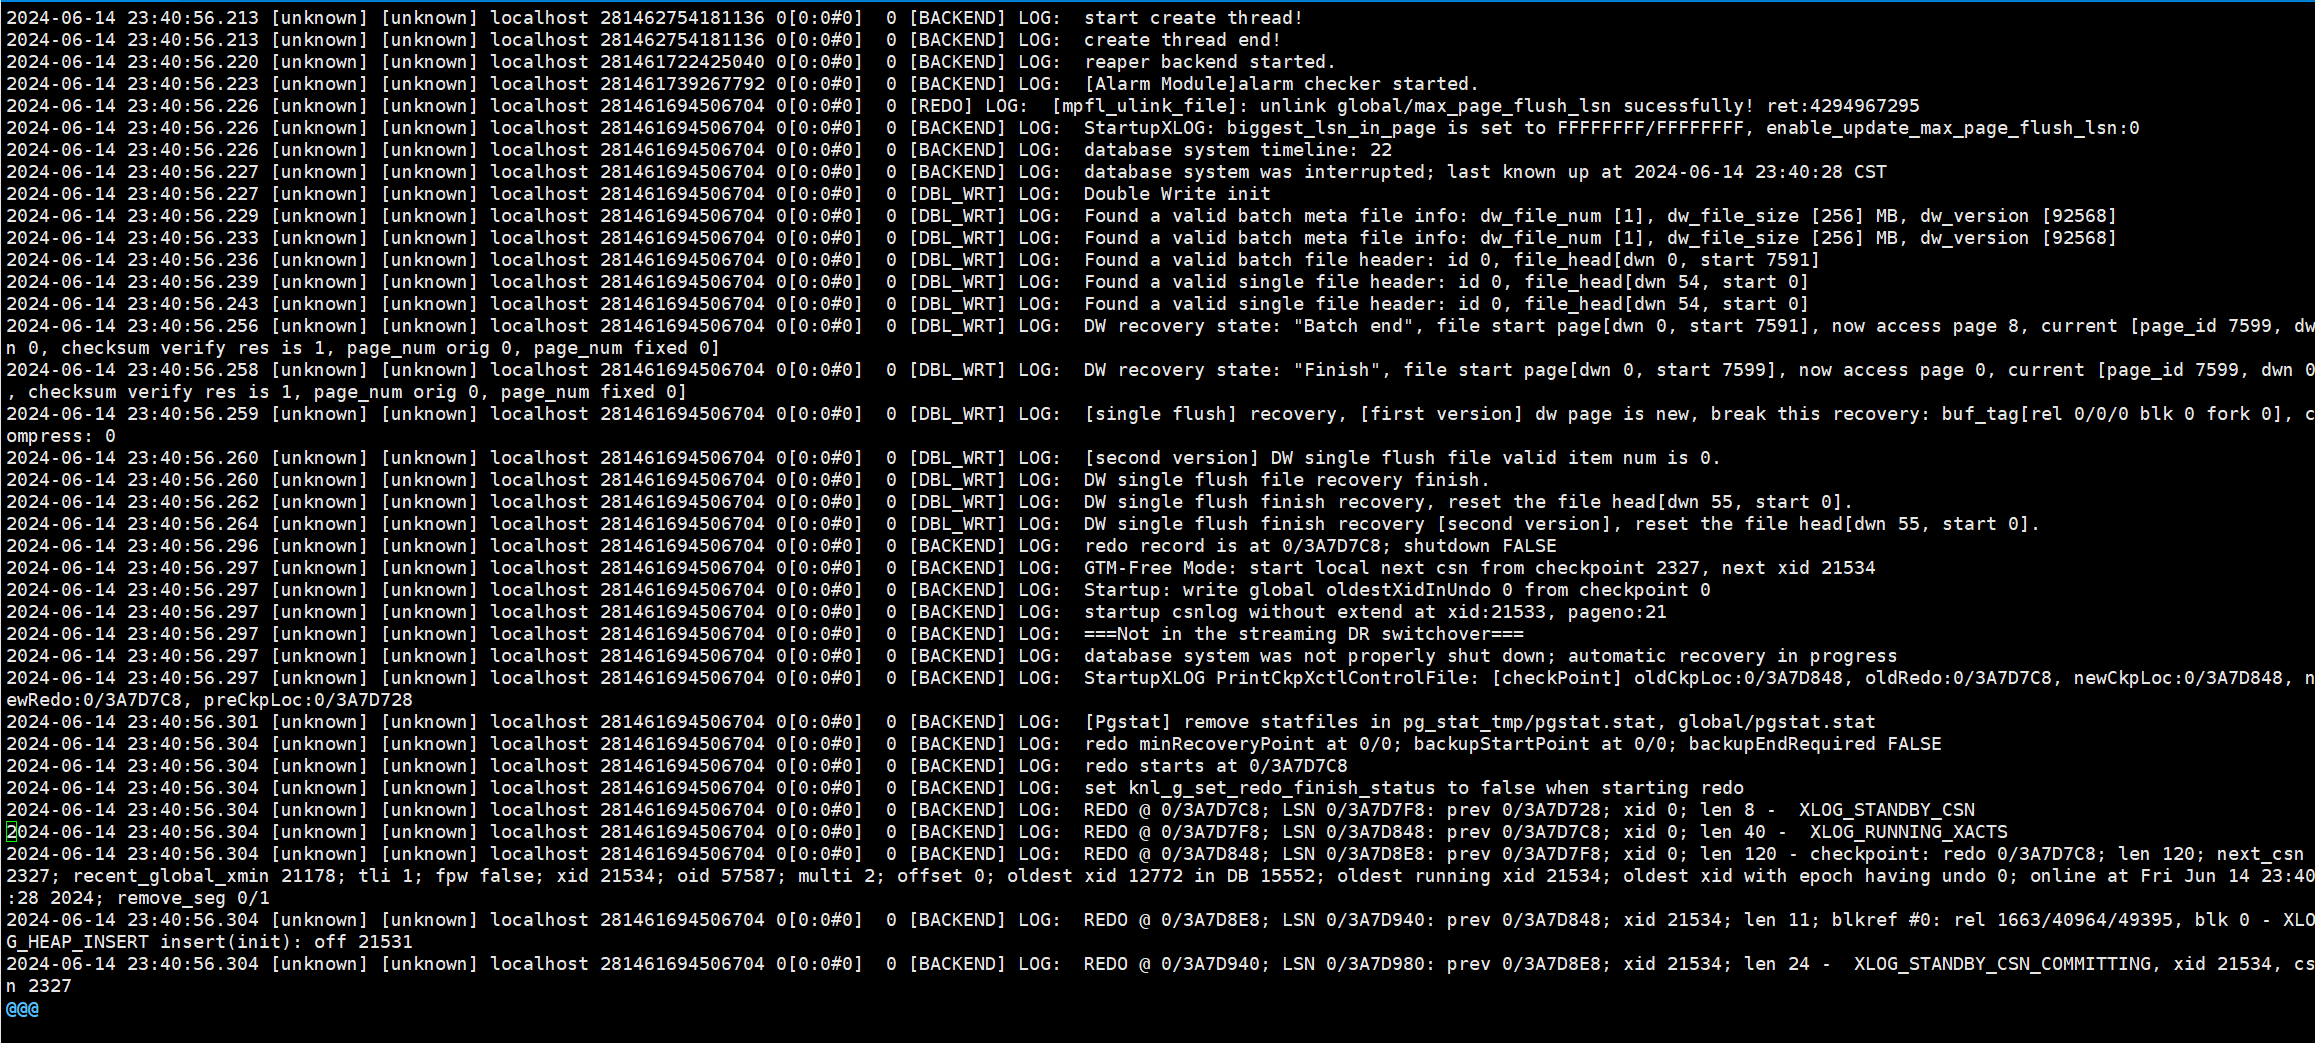 2024-06-14 23:40:56.213 [unknown] [unknown] localhost 281462754181136 0[0:0#0]  0 [BACKEND] LOG:  start create thread!
2024-06-14 23:40:56.213 [unknown] [unknown] localhost 281462754181136 0[0:0#0]  0 [BACKEND] LOG:  create thread end!
2024-06-14 23:40:56.220 [unknown] [unknown] localhost 281461722425040 0[0:0#0]  0 [BACKEND] LOG:  reaper backend started.
2024-06-14 23:40:56.223 [unknown] [unknown] localhost 281461739267792 0[0:0#0]  0 [BACKEND] LOG:  [Alarm Module]alarm checker started.
2024-06-14 23:40:56.226 [unknown] [unknown] localhost 281461694506704 0[0:0#0]  0 [REDO] LOG:  [mpfl_ulink_file]: unlink global/max_page_flush_lsn sucessfully! ret:4294967295
2024-06-14 23:40:56.226 [unknown] [unknown] localhost 281461694506704 0[0:0#0]  0 [BACKEND] LOG:  StartupXLOG: biggest_lsn_in_page is set to FFFFFFFF/FFFFFFFF, enable_update_max_page_flush_lsn:0
2024-06-14 23:40:56.226 [unknown] [unknown] localhost 281461694506704 0[0:0#0]  0 [BACKEND] LOG:  database system timeline: 22
2024-06-14 23:40:56.227 [unknown] [unknown] localhost 281461694506704 0[0:0#0]  0 [BACKEND] LOG:  database system was interrupted; last known up at 2024-06-14 23:40:28 CST
2024-06-14 23:40:56.227 [unknown] [unknown] localhost 281461694506704 0[0:0#0]  0 [DBL_WRT] LOG:  Double Write init
2024-06-14 23:40:56.229 [unknown] [unknown] localhost 281461694506704 0[0:0#0]  0 [DBL_WRT] LOG:  Found a valid batch meta file info: dw_file_num [1], dw_file_size [256] MB, dw_version [92568]
2024-06-14 23:40:56.233 [unknown] [unknown] localhost 281461694506704 0[0:0#0]  0 [DBL_WRT] LOG:  Found a valid batch meta file info: dw_file_num [1], dw_file_size [256] MB, dw_version [92568]
2024-06-14 23:40:56.236 [unknown] [unknown] localhost 281461694506704 0[0:0#0]  0 [DBL_WRT] LOG:  Found a valid batch file header: id 0, file_head[dwn 0, start 7591]
2024-06-14 23:40:56.239 [unknown] [unknown] localhost 281461694506704 0[0:0#0]  0 [DBL_WRT] LOG:  Found a valid single file header: id 0, file_head[dwn 54, start 0]
2024-06-14 23:40:56.243 [unknown] [unknown] localhost 281461694506704 0[0:0#0]  0 [DBL_WRT] LOG:  Found a valid single file header: id 0, file_head[dwn 54, start 0]
2024-06-14 23:40:56.256 [unknown] [unknown] localhost 281461694506704 0[0:0#0]  0 [DBL_WRT] LOG:  DW recovery state: "Batch end", file start page[dwn 0, start 7591], now access page 8, current [page_id 7599, dw
n 0, checksum verify res is 1, page_num orig 0, page_num fixed 0]
2024-06-14 23:40:56.258 [unknown] [unknown] localhost 281461694506704 0[0:0#0]  0 [DBL_WRT] LOG:  DW recovery state: "Finish", file start page[dwn 0, start 7599], now access page 0, current [page_id 7599, dwn 0
, checksum verify res is 1, page_num orig 0, page_num fixed 0]
2024-06-14 23:40:56.259 [unknown] [unknown] localhost 281461694506704 0[0:0#0]  0 [DBL_WRT] LOG:  [single flush] recovery, [first version] dw page is new, break this recovery: buf_tag[rel 0/0/0 blk 0 fork 0], c
ompress: 0
2024-06-14 23:40:56.260 [unknown] [unknown] localhost 281461694506704 0[0:0#0]  0 [DBL_WRT] LOG:  [second version] DW single flush file valid item num is 0.
2024-06-14 23:40:56.260 [unknown] [unknown] localhost 281461694506704 0[0:0#0]  0 [DBL_WRT] LOG:  DW single flush file recovery finish.
2024-06-14 23:40:56.262 [unknown] [unknown] localhost 281461694506704 0[0:0#0]  0 [DBL_WRT] LOG:  DW single flush finish recovery, reset the file head[dwn 55, start 0].
2024-06-14 23:40:56.264 [unknown] [unknown] localhost 281461694506704 0[0:0#0]  0 [DBL_WRT] LOG:  DW single flush finish recovery [second version], reset the file head[dwn 55, start 0].
2024-06-14 23:40:56.296 [unknown] [unknown] localhost 281461694506704 0[0:0#0]  0 [BACKEND] LOG:  redo record is at 0/3A7D7C8; shutdown FALSE
2024-06-14 23:40:56.297 [unknown] [unknown] localhost 281461694506704 0[0:0#0]  0 [BACKEND] LOG:  GTM-Free Mode: start local next csn from checkpoint 2327, next xid 21534
2024-06-14 23:40:56.297 [unknown] [unknown] localhost 281461694506704 0[0:0#0]  0 [BACKEND] LOG:  Startup: write global oldestXidInUndo 0 from checkpoint 0
2024-06-14 23:40:56.297 [unknown] [unknown] localhost 281461694506704 0[0:0#0]  0 [BACKEND] LOG:  startup csnlog without extend at xid:21533, pageno:21
2024-06-14 23:40:56.297 [unknown] [unknown] localhost 281461694506704 0[0:0#0]  0 [BACKEND] LOG:  ===Not in the streaming DR switchover===
2024-06-14 23:40:56.297 [unknown] [unknown] localhost 281461694506704 0[0:0#0]  0 [BACKEND] LOG:  database system was not properly shut down; automatic recovery in progress
2024-06-14 23:40:56.297 [unknown] [unknown] localhost 281461694506704 0[0:0#0]  0 [BACKEND] LOG:  StartupXLOG PrintCkpXctlControlFile: [checkPoint] oldCkpLoc:0/3A7D848, oldRedo:0/3A7D7C8, newCkpLoc:0/3A7D848, n
ewRedo:0/3A7D7C8, preCkpLoc:0/3A7D728
2024-06-14 23:40:56.301 [unknown] [unknown] localhost 281461694506704 0[0:0#0]  0 [BACKEND] LOG:  [Pgstat] remove statfiles in pg_stat_tmp/pgstat.stat, global/pgstat.stat
2024-06-14 23:40:56.304 [unknown] [unknown] localhost 281461694506704 0[0:0#0]  0 [BACKEND] LOG:  redo minRecoveryPoint at 0/0; backupStartPoint at 0/0; backupEndRequired FALSE
2024-06-14 23:40:56.304 [unknown] [unknown] localhost 281461694506704 0[0:0#0]  0 [BACKEND] LOG:  redo starts at 0/3A7D7C8
2024-06-14 23:40:56.304 [unknown] [unknown] localhost 281461694506704 0[0:0#0]  0 [BACKEND] LOG:  set knl_g_set_redo_finish_status to false when starting redo
2024-06-14 23:40:56.304 [unknown] [unknown] localhost 281461694506704 0[0:0#0]  0 [BACKEND] LOG:  REDO @ 0/3A7D7C8; LSN 0/3A7D7F8: prev 0/3A7D728; xid 0; len 8 -  XLOG_STANDBY_CSN
2024-06-14 23:40:56.304 [unknown] [unknown] localhost 281461694506704 0[0:0#0]  0 [BACKEND] LOG:  REDO @ 0/3A7D7F8; LSN 0/3A7D848: prev 0/3A7D7C8; xid 0; len 40 -  XLOG_RUNNING_XACTS
2024-06-14 23:40:56.304 [unknown] [unknown] localhost 281461694506704 0[0:0#0]  0 [BACKEND] LOG:  REDO @ 0/3A7D848; LSN 0/3A7D8E8: prev 0/3A7D7F8; xid 0; len 120 - checkpoint: redo 0/3A7D7C8; len 120; next_csn
2327; recent_global_xmin 21178; tli 1; fpw false; xid 21534; oid 57587; multi 2; offset 0; oldest xid 12772 in DB 15552; oldest running xid 21534; oldest xid with epoch having undo 0; online at Fri Jun 14 23:40
:28 2024; remove_seg 0/1
2024-06-14 23:40:56.304 [unknown] [unknown] localhost 281461694506704 0[0:0#0]  0 [BACKEND] LOG:  REDO @ 0/3A7D8E8; LSN 0/3A7D940: prev 0/3A7D848; xid 21534; len 11; blkref #0: rel 1663/40964/49395, blk 0 - XLO
G_HEAP_INSERT insert(init): off 21531
2024-06-14 23:40:56.304 [unknown] [unknown] localhost 281461694506704 0[0:0#0]  0 [BACKEND] LOG:  REDO @ 0/3A7D940; LSN 0/3A7D980: prev 0/3A7D8E8; xid 21534; len 24 -  XLOG_STANDBY_CSN_COMMITTING, xid 21534, cs
n 2327
@@@